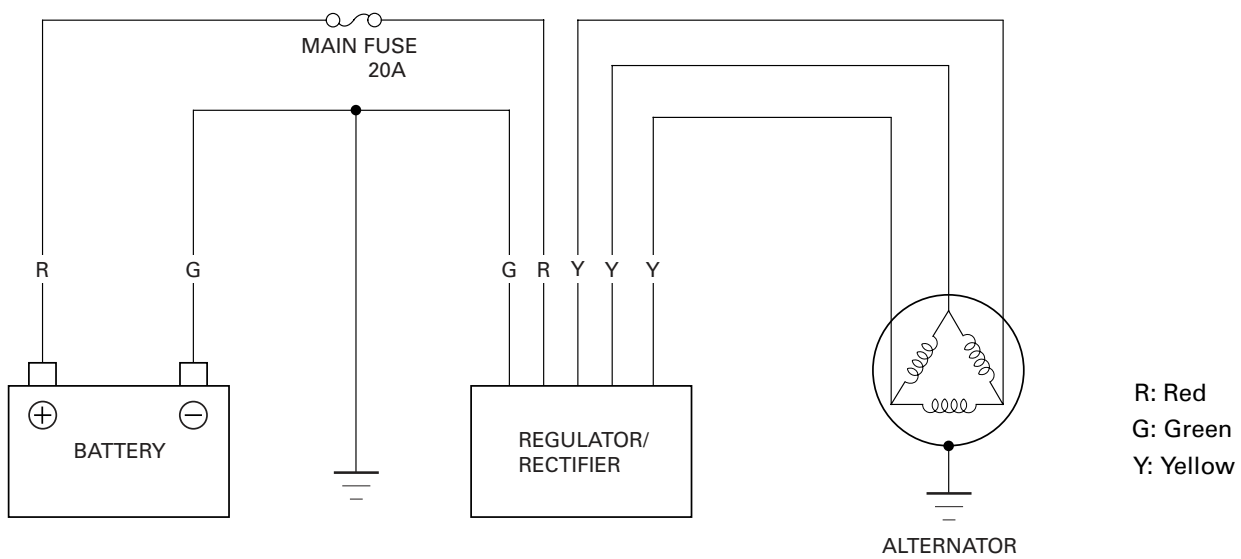 MAIN FUSE
20A
R
G
G
R
Y
Y
Y
+
−
BATTERY
REGULATOR/
RECTIFIER
R: Red
G: Green
Y: Yellow
ALTERNATOR